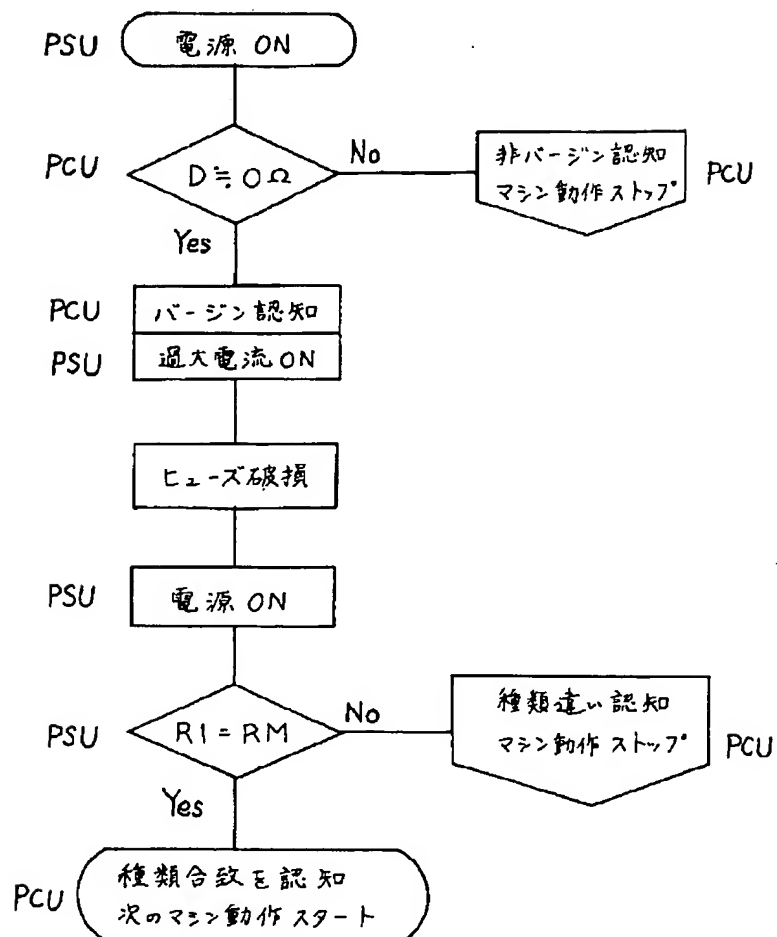 PSU 電源 ON
PCU D≒0Ω No 非バージン認知
マシン動作ストップ PCU
Yes
PCU バージン認知
PSU 過大電流ON
ヒューズ破損
PSU 電源 ON
PSU R1=RM No 種類違い認知
マシン動作ストップ PCU
Yes
PCU 種類合致を認知
次のマシン動作スタート